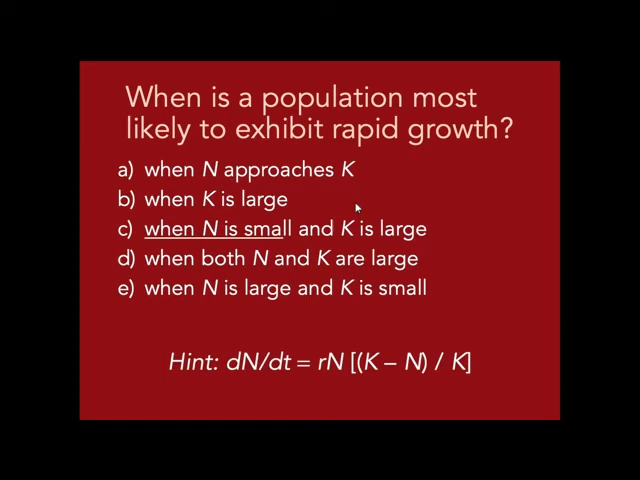 When is a population most
likely to exhibit rapid growth?
a) when N approaches K
b) when K is large
c) when N is small and K is large
d) when both N and K are large
e) when N is large and K is small
Hint: dN/dt = rN [(K – N) / K]